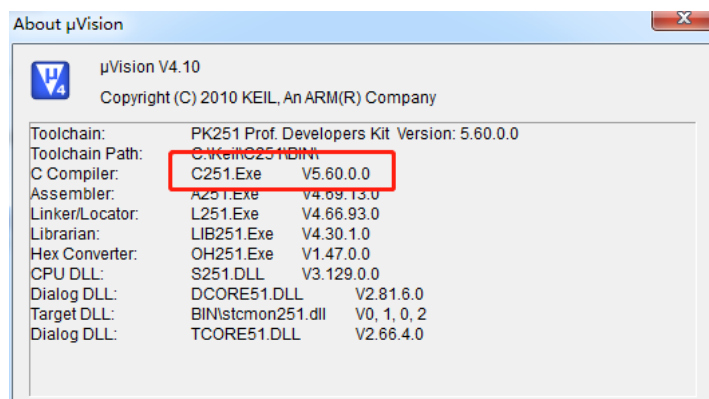 About µVision
µVision V4.10
Copyright (C) 2010 KEIL, An ARM(R) Company
Toolchain: PK251 Prof. Developers Kit Version: 5.60.0.0
Toolchain Path: C:\Keil\C251\BIN\
C Compiler: C251.Exe V5.60.0.0
Assembler: A251.Exe V4.69.13.0
Linker/Locator: L251.Exe V4.66.93.0
Librarian: LIB251.Exe V4.30.1.0
Hex Converter: OH251.Exe V1.47.0.0
CPU DLL: S251.DLL V3.129.0.0
Dialog DLL: DCORE51.DLL V2.81.6.0
Target DLL: BIN\stcmon251.dll V0, 1, 0, 2
Dialog DLL: TCORE51.DLL V2.66.4.0